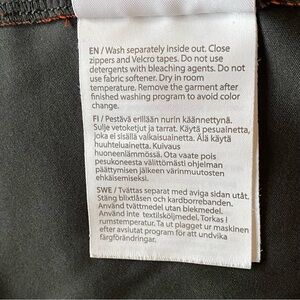 EN / Wash separately inside out. Close
zippers and Velcro tapes. Do not use
detergents with bleaching agents. Do not
use fabric softener. Dry in room
temperature. Remove the garment after
finished washing program to avoid color
change.
FI / Pestävä erillään nurin käännettynä.
Sulje vetoketjut ja tarrat. Käytä pesuainetta,
joka ei sisällä valkaisuainetta. Älä käytä
huuhteluainetta. Kuivaus
huoneenlämmössä. Ota vaate pois
pesukoneesta välittömästi ohjelman
päättymisen jälkeen värinmuutosten
ehkäisemiseksi.
SWE / Tvättas separat med aviga sidan utåt.
Stäng blixtlåsen och kardborrebanden.
Använd tvättmedel utan blekmedel.
Använd inte textilsköljmedel. Torkas i
rumstemperatur. Ta ut plagget ur maskinen
efter avslutat program för att undvika
färgförändringar.